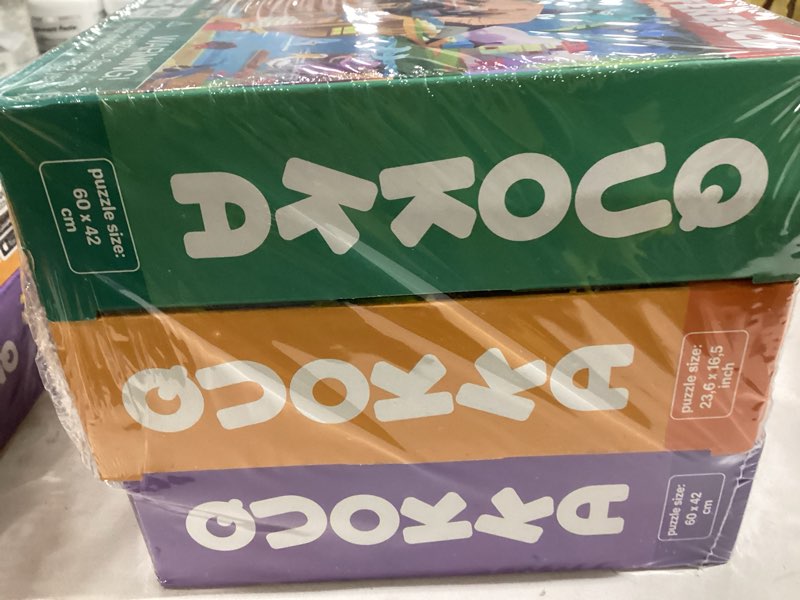 WARNING!
QUOKKA
puzzle size:
60 x 42
cm
QUOKKA
puzzle size:
23,6 x 16,5
inch
QUOKKA
puzzle size:
60 x 42
cm